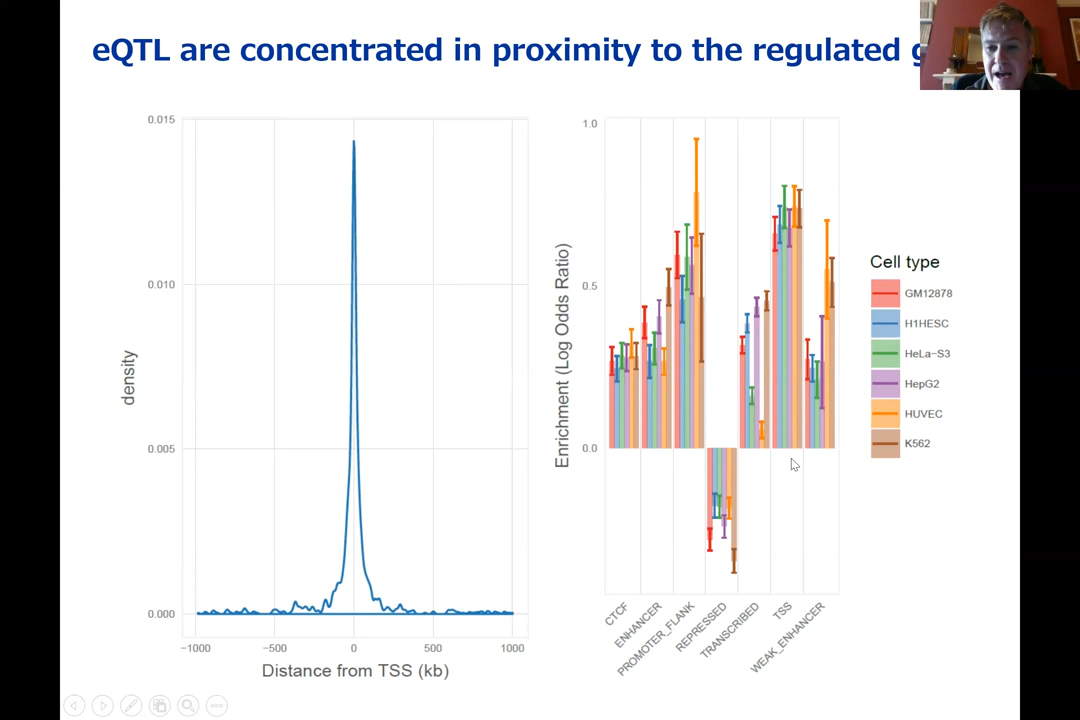 eQTL are concentrated in proximity to the regulated
0.015
0.010
0.005
0.000
density
−1000
−500
0
500
1000
Distance from TSS (kb)
1.0
0.5
0.0
Enrichment (Log Odds Ratio)
CTCF
ENHANCER
PROMOTER_FLANK
REPRESSED
TRANSCRIBED
TSS
WEAK_ENHANCER
Cell type
GM12878
H1HESC
HeLa−S3
HepG2
HUVEC
K562